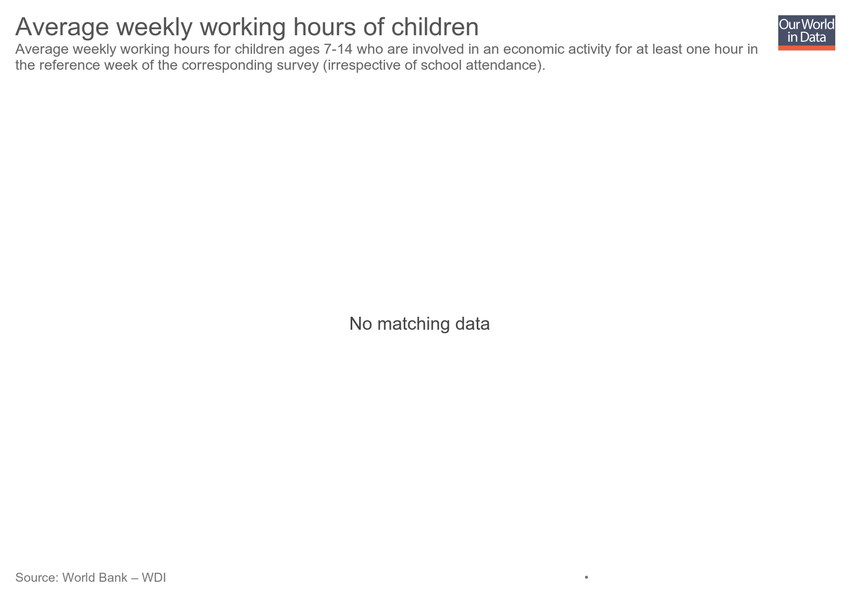 Average weekly working hours of children
Our World
in Data
Average weekly working hours for children ages 7-14 who are involved in an economic activity for at least one hour in
the reference week of the corresponding survey (irrespective of school attendance).
No matching data
Source: World Bank – WDI
•